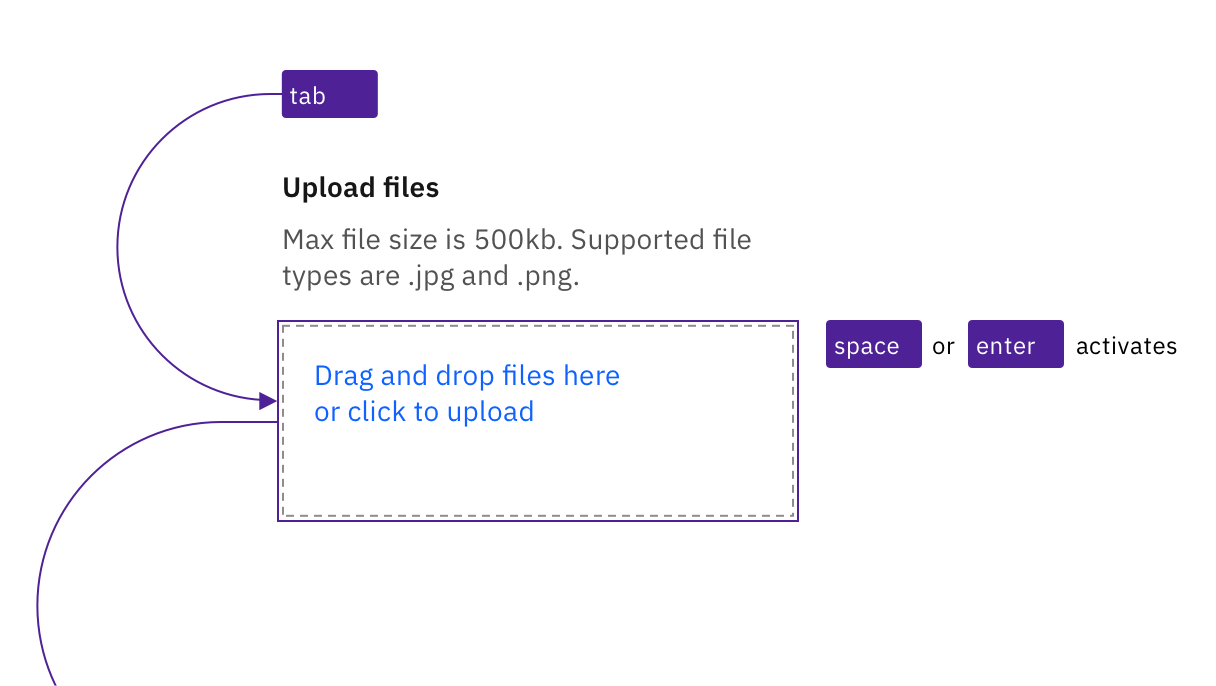 tab
Upload files
Max file size is 500kb. Supported file
types are .jpg and .png.
Drag and drop files here
or click to upload
space or enter activates